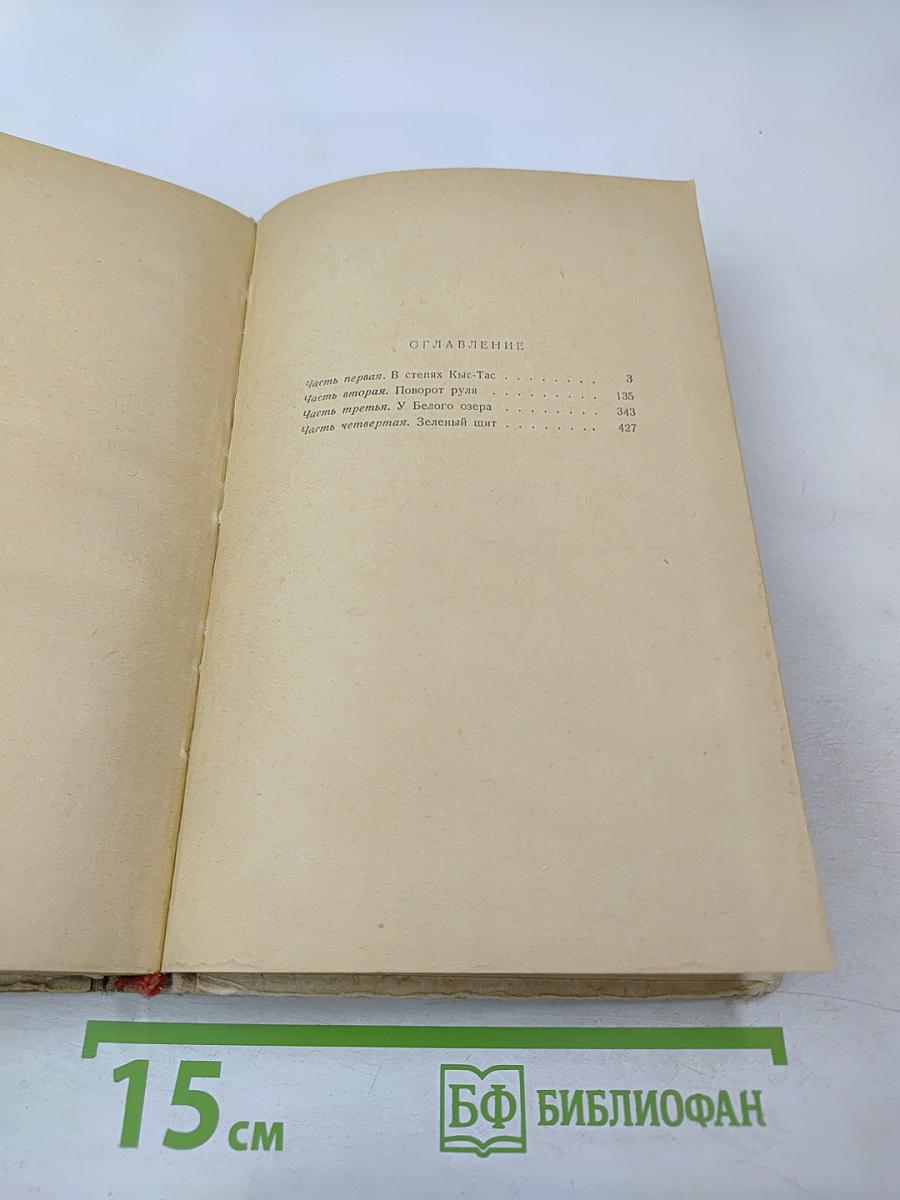 ОГЛАВЛЕНИЕ
Часть первая. В степях Кыс-Тас . . . . . . . . . 3
Часть вторая. Поворот руля . . . . . . . . . . 135
Часть третья. У Белого озера . . . . . . . . . 343
Часть четвертая. Зеленый щит . . . . . . . . 427
15 см
БФ БИБЛИОФАН